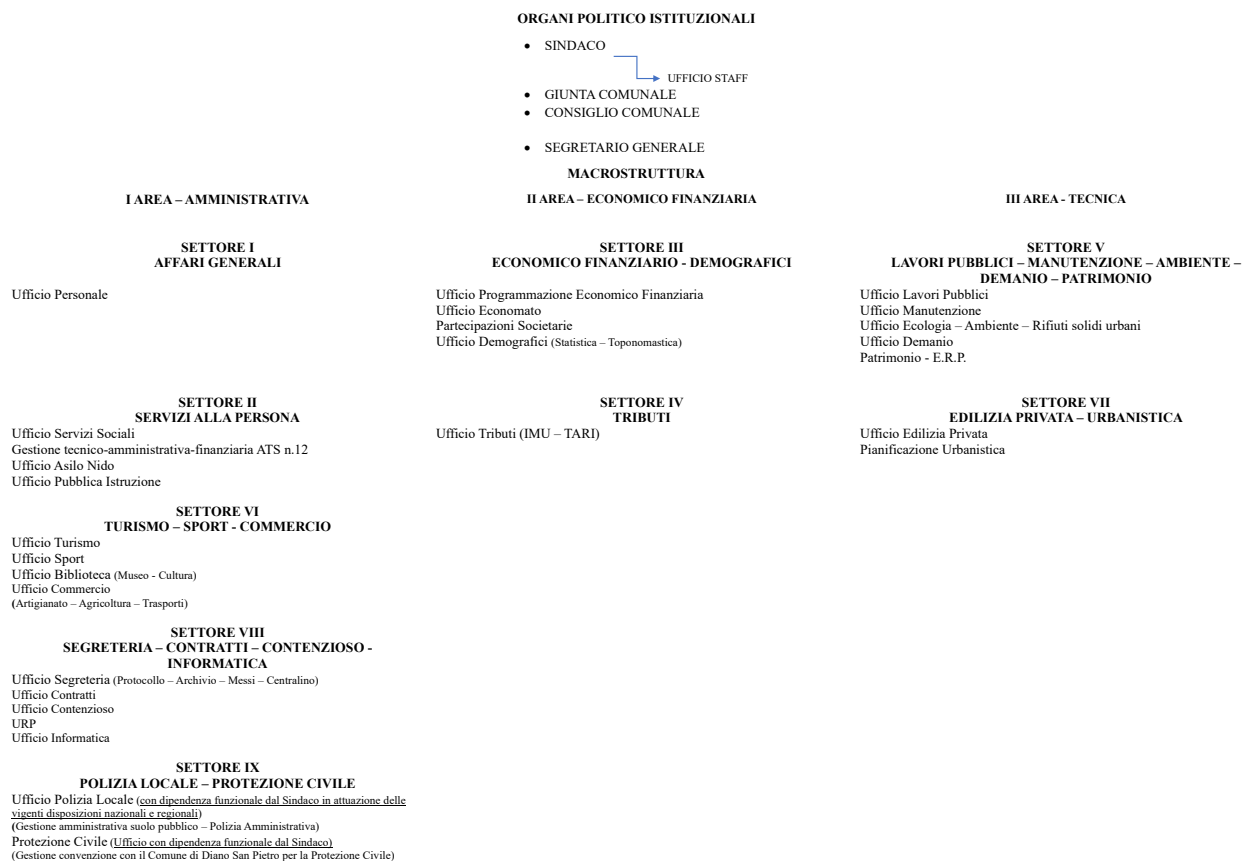 ORGANI POLITICO ISTITUZIONALI
• SINDACO
UFFICIO STAFF
• GIUNTA COMUNALE
• CONSIGLIO COMUNALE
• SEGRETARIO GENERALE
MACROSTRUTTURA
I AREA – AMMINISTRATIVA
SETTORE I
AFFARI GENERALI
Ufficio Personale
SETTORE II
SERVIZI ALLA PERSONA
Ufficio Servizi Sociali
Gestione tecnico-amministrativa-finanziaria ATS n.12
Ufficio Asilo Nido
Ufficio Pubblica Istruzione
SETTORE VI
TURISMO – SPORT - COMMERCIO
Ufficio Turismo
Ufficio Sport
Ufficio Biblioteca (Museo - Cultura)
Ufficio Commercio
(Artigianato – Agricoltura – Trasporti)
SETTORE VIII
SEGRETERIA – CONTRATTI – CONTENZIOSO -
INFORMATICA
Ufficio Segreteria (Protocollo – Archivio – Messi – Centralino)
Ufficio Contratti
Ufficio Contenzioso
URP
Ufficio Informatica
SETTORE IX
POLIZIA LOCALE – PROTEZIONE CIVILE
Ufficio Polizia Locale (con dipendenza funzionale dal Sindaco in attuazione delle
vigenti disposizioni nazionali e regionali)
(Gestione amministrativa suolo pubblico – Polizia Amministrativa)
Protezione Civile (Ufficio con dipendenza funzionale dal Sindaco)
(Gestione convenzione con il Comune di Diano San Pietro per la Protezione Civile)
II AREA – ECONOMICO FINANZIARIA
SETTORE III
ECONOMICO FINANZIARIO - DEMOGRAFICI
Ufficio Programmazione Economico Finanziaria
Ufficio Economato
Partecipazioni Societarie
Ufficio Demografici (Statistica – Toponomastica)
SETTORE IV
TRIBUTI
Ufficio Tributi (IMU – TARI)
III AREA - TECNICA
SETTORE V
LAVORI PUBBLICI – MANUTENZIONE – AMBIENTE –
DEMANIO – PATRIMONIO
Ufficio Lavori Pubblici
Ufficio Manutenzione
Ufficio Ecologia – Ambiente – Rifiuti solidi urbani
Ufficio Demanio
Patrimonio - E.R.P.
SETTORE VII
EDILIZIA PRIVATA – URBANISTICA
Ufficio Edilizia Privata
Pianificazione Urbanistica